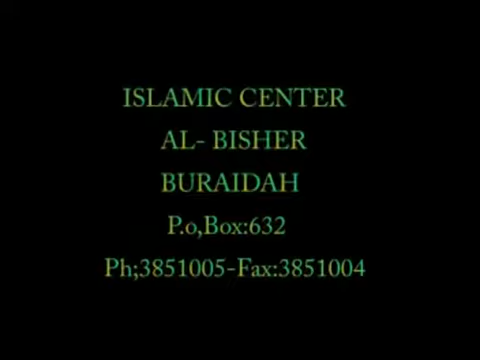 ISLAMIC CENTER
AL- BISHER
BURAIDAH
P.o,Box:632
Ph;3851005-Fax:3851004